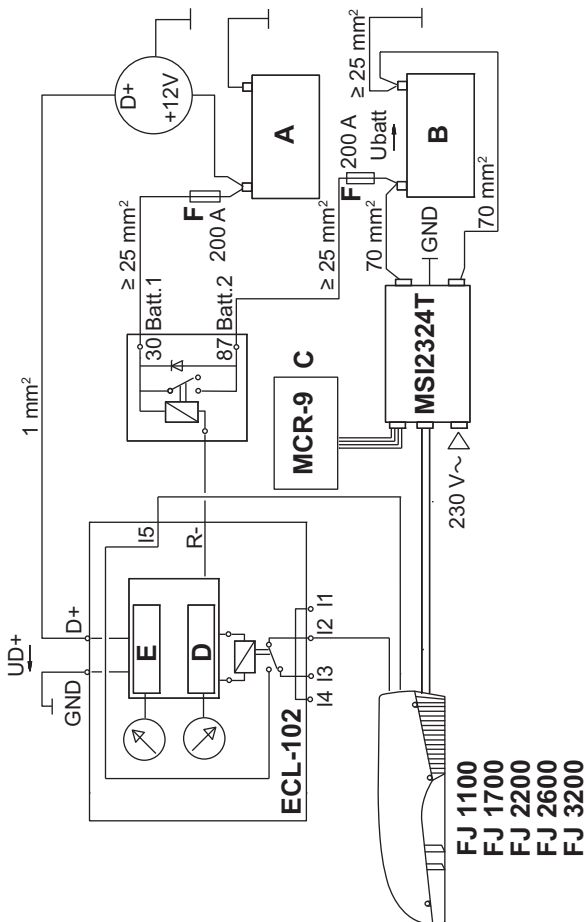 UD+
GND
D+
1 mm²
D+
+12V
I5
R-
E
D
I4
I3
I2
I1
ECL-102
30 Batt.1
87 Batt.2
≥ 25 mm²
F
200 A
A
≥ 25 mm²
F
200 A
Ubatt
≥ 25 mm²
B
70 mm²
70 mm²
GND
MCR-9
C
MSI2324T
230 V~
FJ 1100
FJ 1700
FJ 2200
FJ 2600
FJ 3200